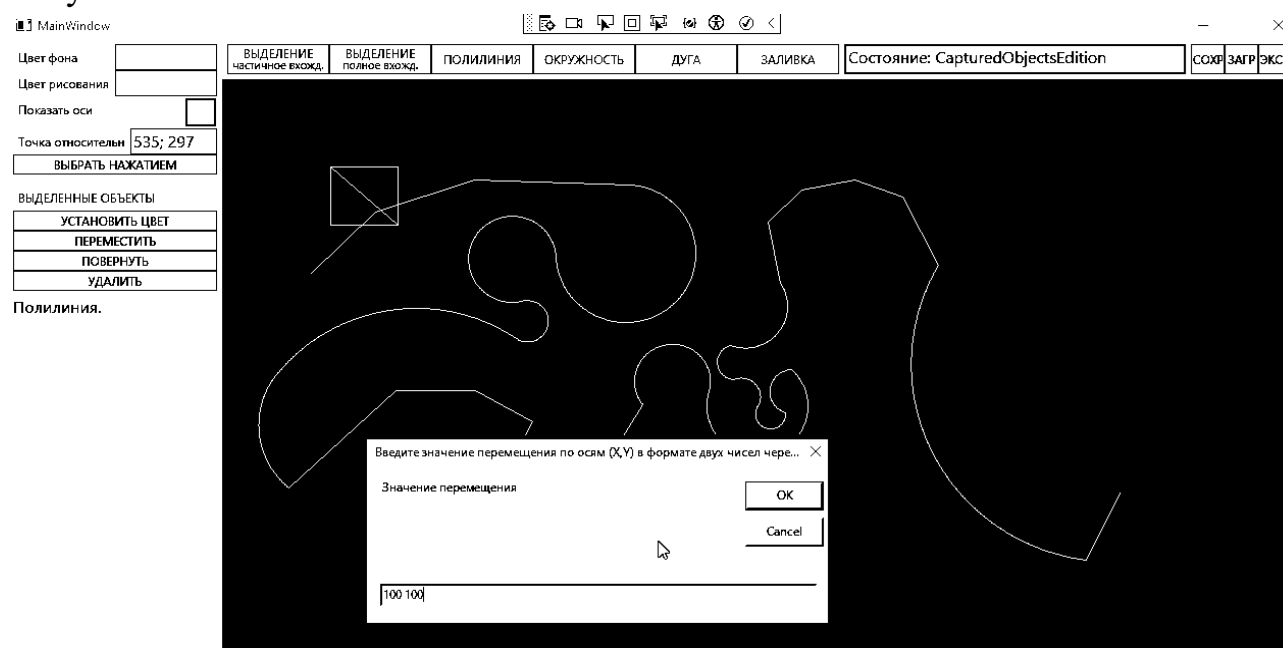 MainWindow
Цвет фона
ВЫДЕЛЕНИЕ частичное вхожд.
ВЫДЕЛЕНИЕ полное вхожд.
ПОЛИЛИНИЯ
ОКРУЖНОСТЬ
ДУГА
ЗАЛИВКА
Состояние: CapturedObjectsEdition
СОХР
ЗАГР
ЭКС
Цвет рисования
Показать оси
Точка относительн 535; 297
ВЫБРАТЬ НАЖАТИЕМ
ВЫДЕЛЕННЫЕ ОБЪЕКТЫ
УСТАНОВИТЬ ЦВЕТ
ПЕРЕМЕСТИТЬ
ПОВЕРНУТЬ
УДАЛИТЬ
Полилиния.
Введите значение перемещения по осям (X,Y) в формате двух чисел чере...
Значение перемещения
OK
Cancel
100 100